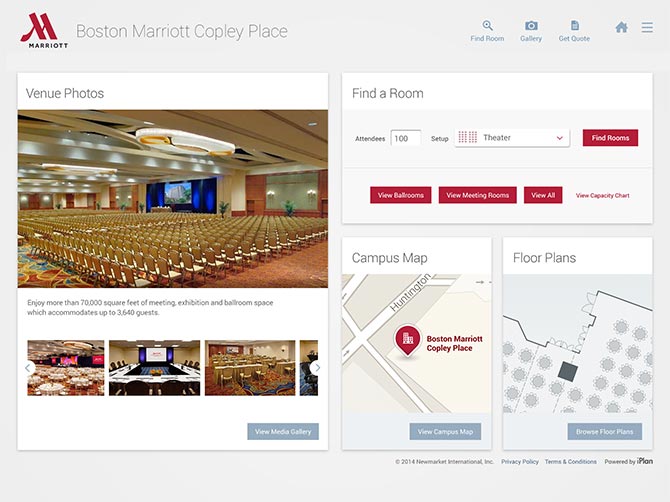 MARRIOTT
Boston Marriott Copley Place
Find Room
Gallery
Get Quote
Venue Photos
Enjoy more than 70,000 square feet of meeting, exhibition and ballroom space
which accommodates up to 3,640 guests.
View Media Gallery
Find a Room
Attendees 100 Setup Theater Find Rooms
View Ballrooms View Meeting Rooms View All View Capacity Chart
Campus Map
Huntington
Boston Marriott
Copley Place
View Campus Map
Floor Plans
Browse Floor Plans
© 2014 Newmarket International, Inc. Privacy Policy Terms & Conditions Powered by iPlan